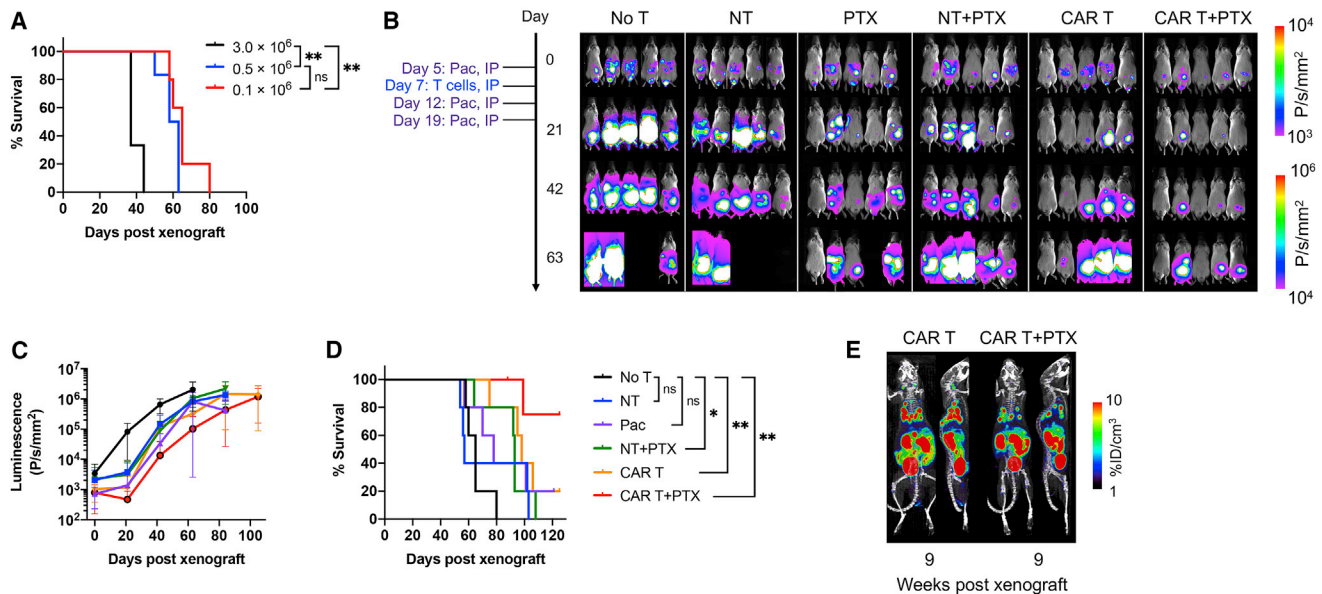 A
% Survival
100
80
60
40
20
0
0 20 40 60 80 100
Days post xenograft
3.0 × 10⁶
0.5 × 10⁶
0.1 × 10⁶
**
ns
**
B
Day
No T NT PTX NT+PTX CAR T CAR T+PTX
0
Day 5: Pac, IP
Day 7: T cells, IP
Day 12: Pac, IP
Day 19: Pac, IP
21
42
63
10⁴
P/s/mm²
10³
10⁶
P/s/mm²
10⁴
C
Luminescence
(P/s/mm²)
10⁷
10⁶
10⁵
10⁴
10³
10²
0 20 40 60 80 100
Days post xenograft
D
% Survival
100
80
60
40
20
0
0 20 40 60 80 100 120
Days post xenograft
No T
NT
Pac
NT+PTX
CAR T
CAR T+PTX
ns
ns
*
**
**
E
CAR T CAR T+PTX
10
%ID/cm³
1
9 9
Weeks post xenograft